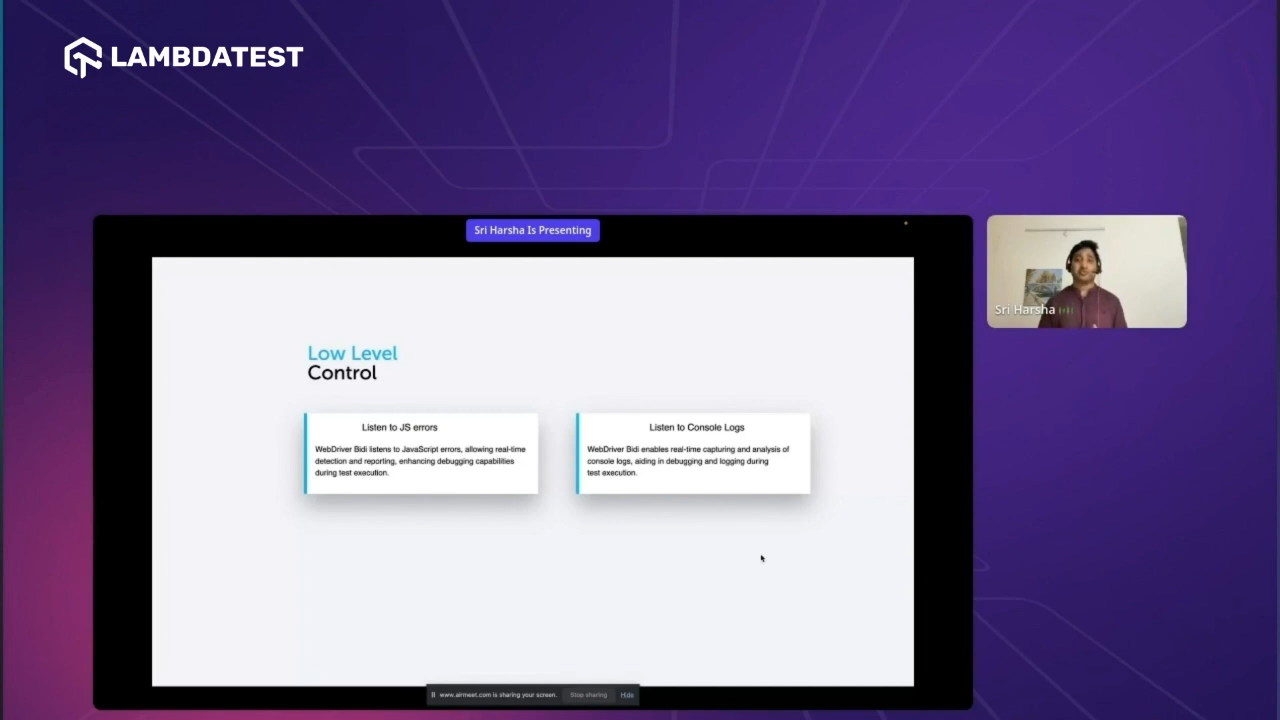 LAMBDATEST
Sri Harsha Is Presenting
Sri Harsha
Low Level
Control
Listen to JS errors
WebDriver Bidi listens to JavaScript errors, allowing real-time
detection and reporting, enhancing debugging capabilities
during test execution.
Listen to Console Logs
WebDriver Bidi enables real-time capturing and analysis of
console logs, aiding in debugging and logging during
test execution.
www.airmeet.com is sharing your screen. Stop sharing Hide